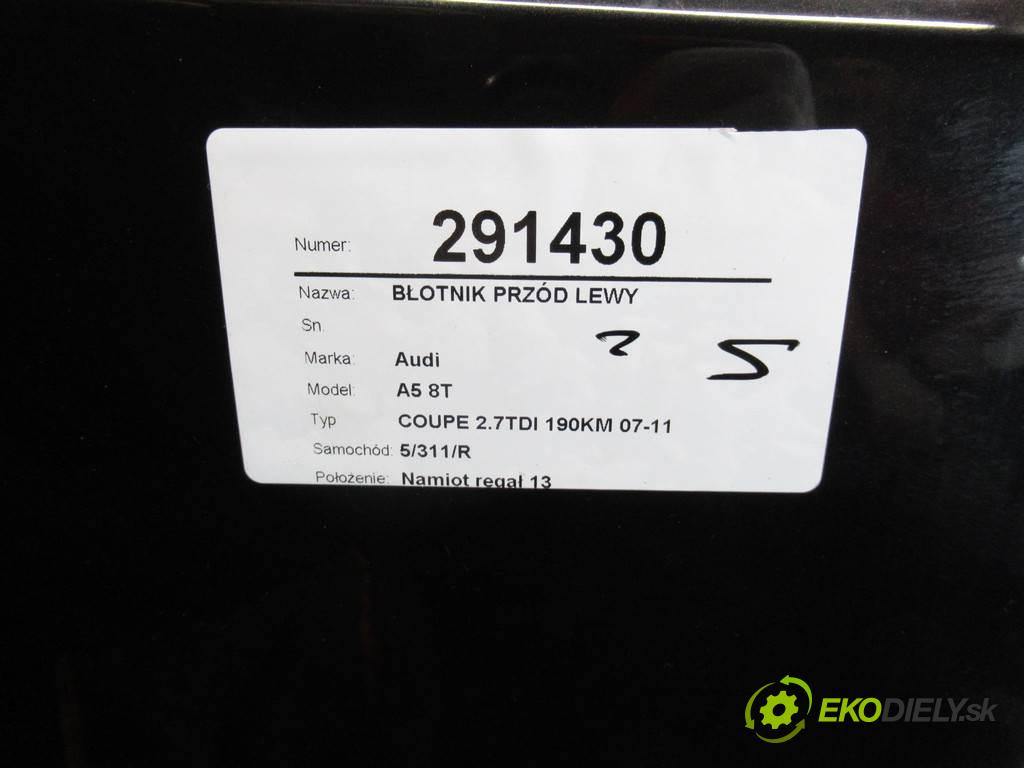 Numer: 291430
Nazwa: BŁOTNIK PRZÓD LEWY
Sn.
Marka: Audi
Model: A5 8T
Typ COUPE 2.7TDI 190KM 07-11
Samochód: 5/311/R
Położenie: Namiot regał 13
5
EKODIELY.sk